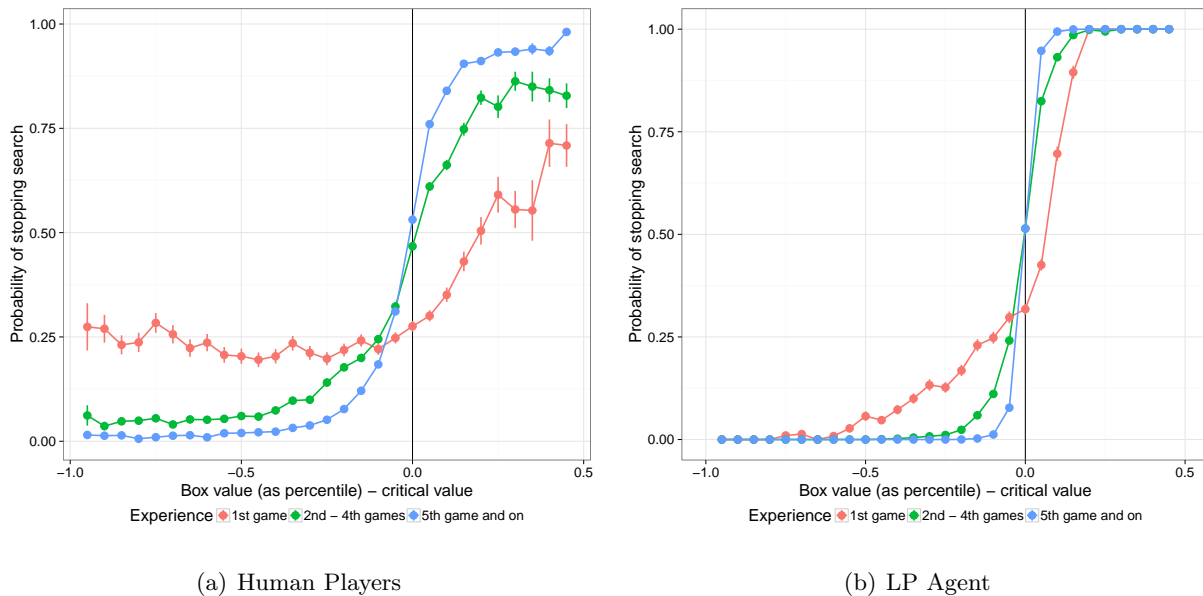 1.00
0.75
0.50
0.25
0.00
Probability of stopping search
−1.0 −0.5 0.0 0.5
Box value (as percentile) − critical value
Experience 1st game 2nd − 4th games 5th game and on
(a) Human Players
1.00
0.75
0.50
0.25
0.00
Probability of stopping search
−1.0 −0.5 0.0 0.5
Box value (as percentile) − critical value
Experience 1st game 2nd − 4th games 5th game and on
(b) LP Agent